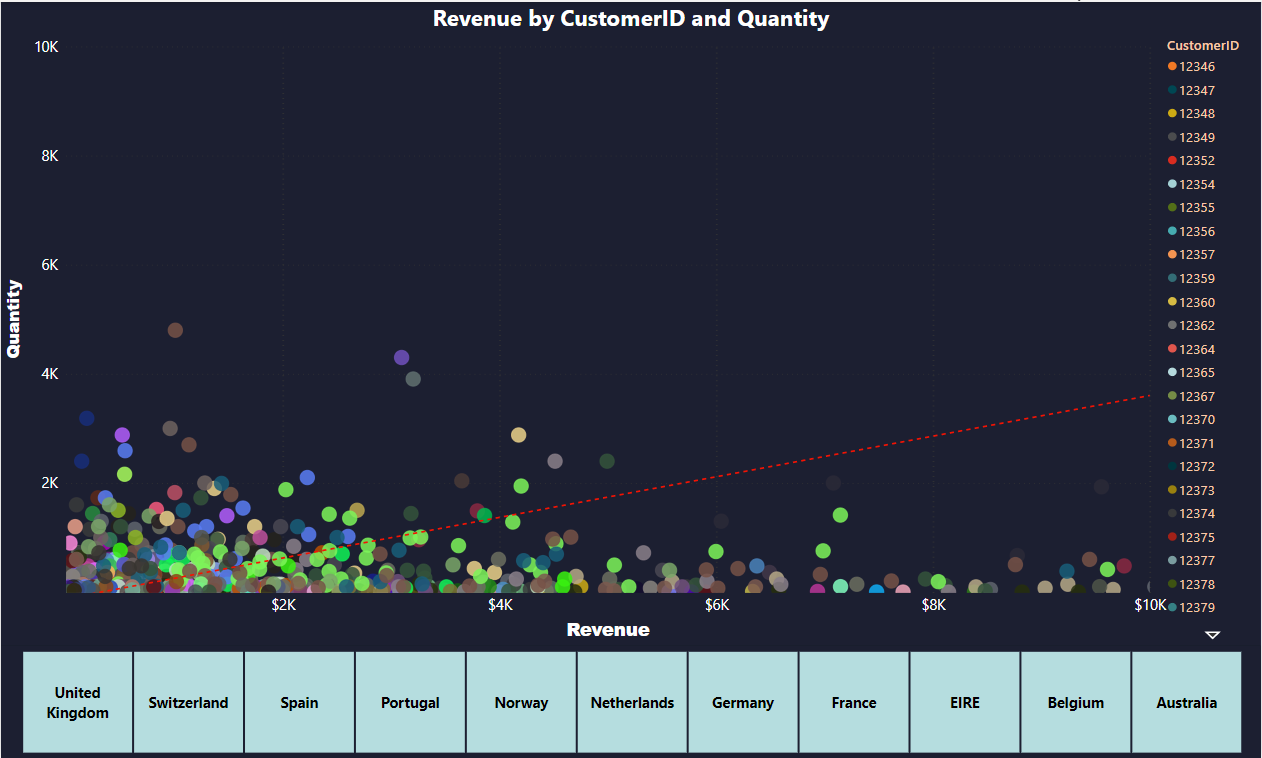 Revenue by CustomerID and Quantity
10K
8K
6K
4K
2K
Quantity
$2K
$4K
$6K
$8K
$10K
Revenue
CustomerID
12346
12347
12348
12349
12352
12354
12355
12356
12357
12359
12360
12362
12364
12365
12367
12370
12371
12372
12373
12374
12375
12377
12378
12379
United
Kingdom
Switzerland
Spain
Portugal
Norway
Netherlands
Germany
France
EIRE
Belgium
Australia